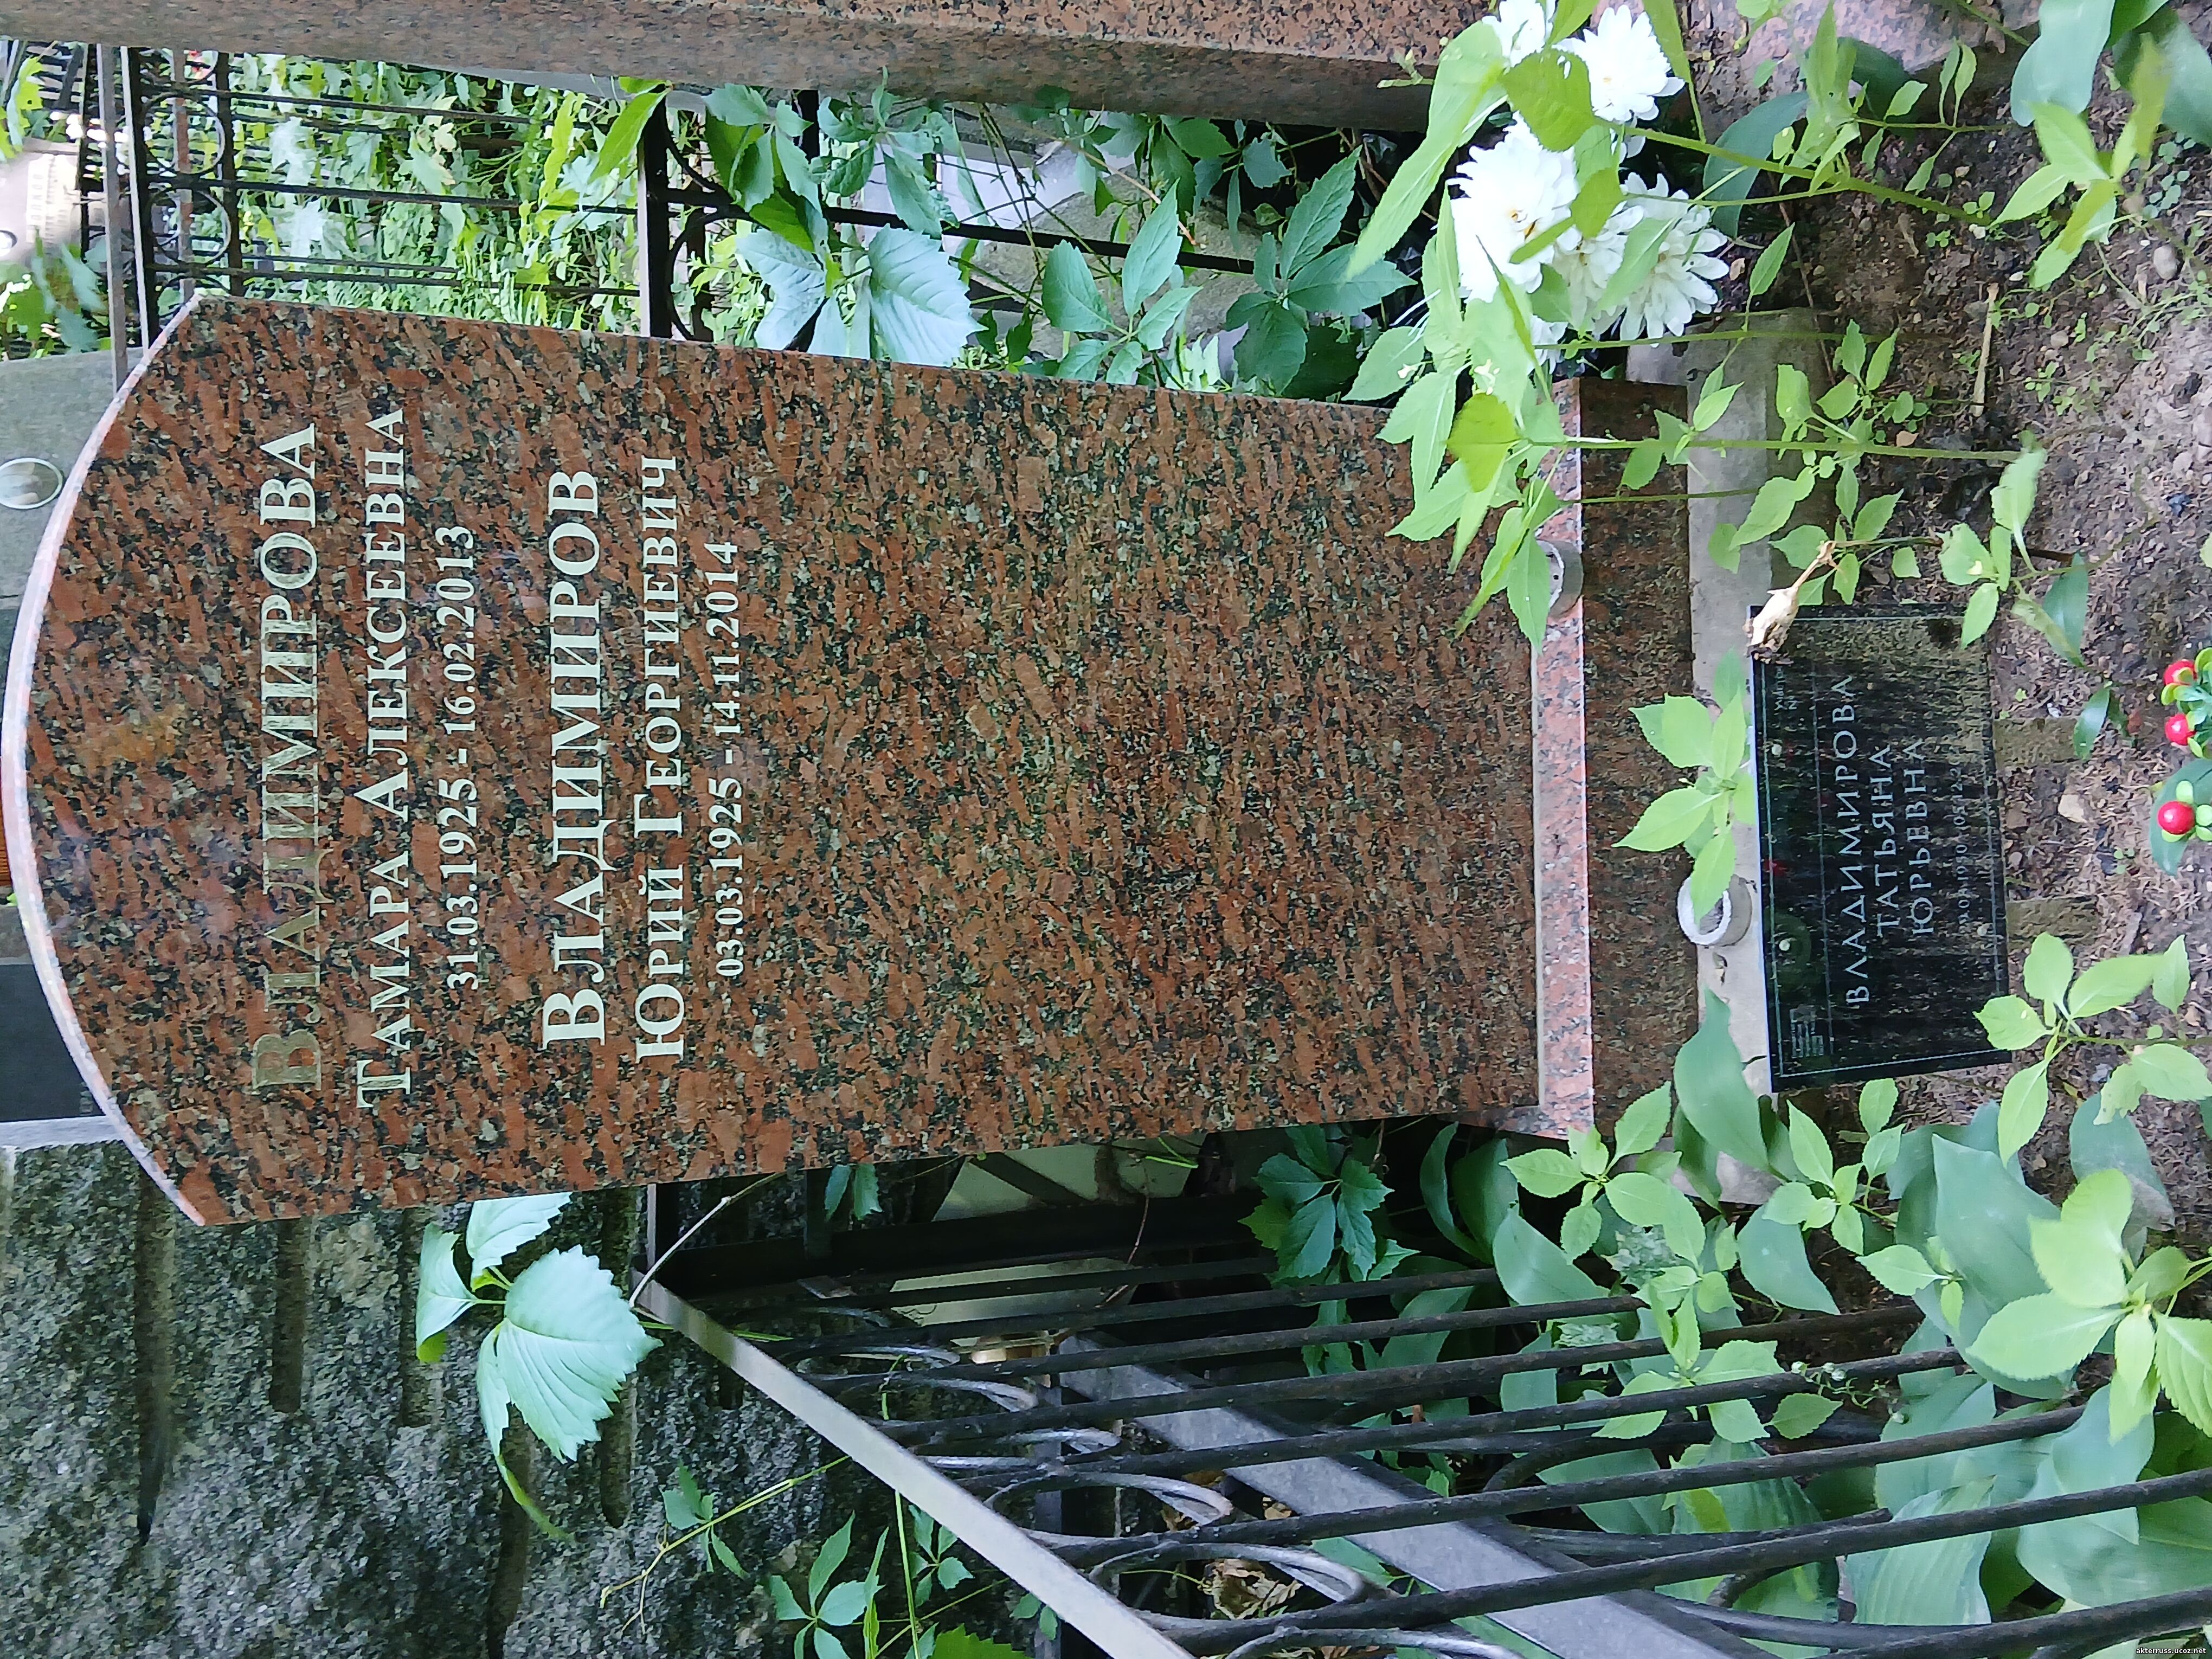 ВЛАДИМИРОВА
ТАМАРА АЛЕКСЕЕВНА
31.03.1925 - 16.02.2013
ВЛАДИМИРОВ
ЮРИЙ ГЕОРГИЕВИЧ
03.03.1925 - 14.11.2014
ВЛАДИМИРОВА
ТАТЬЯНА
ЮРЬЕВНА
akterruss.ucoz.net